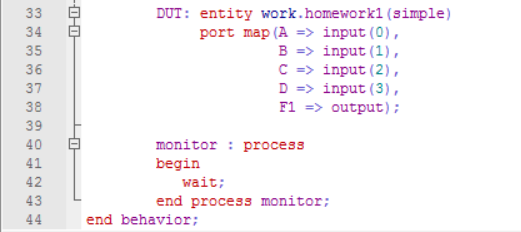 33 DUT: entity work.homework1(simple)
34 port map(A => input(0),
35 B => input(1),
36 C => input(2),
37 D => input(3),
38 F1 => output);
39
40 monitor : process
41 begin
42 wait;
43 end process monitor;
44 end behavior;